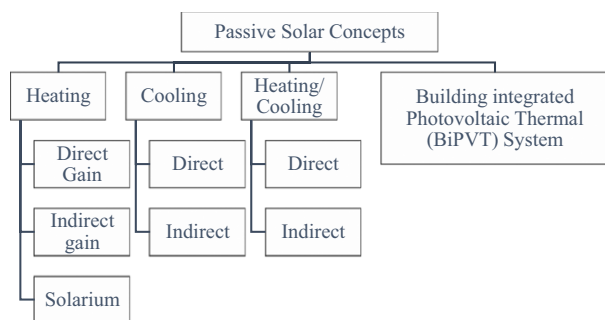 Passive Solar Concepts
Heating
Cooling
Heating/
Cooling
Building integrated
Photovoltaic Thermal
(BiPVT) System
Direct
Gain
Indirect
gain
Solarium
Direct
Indirect
Direct
Indirect